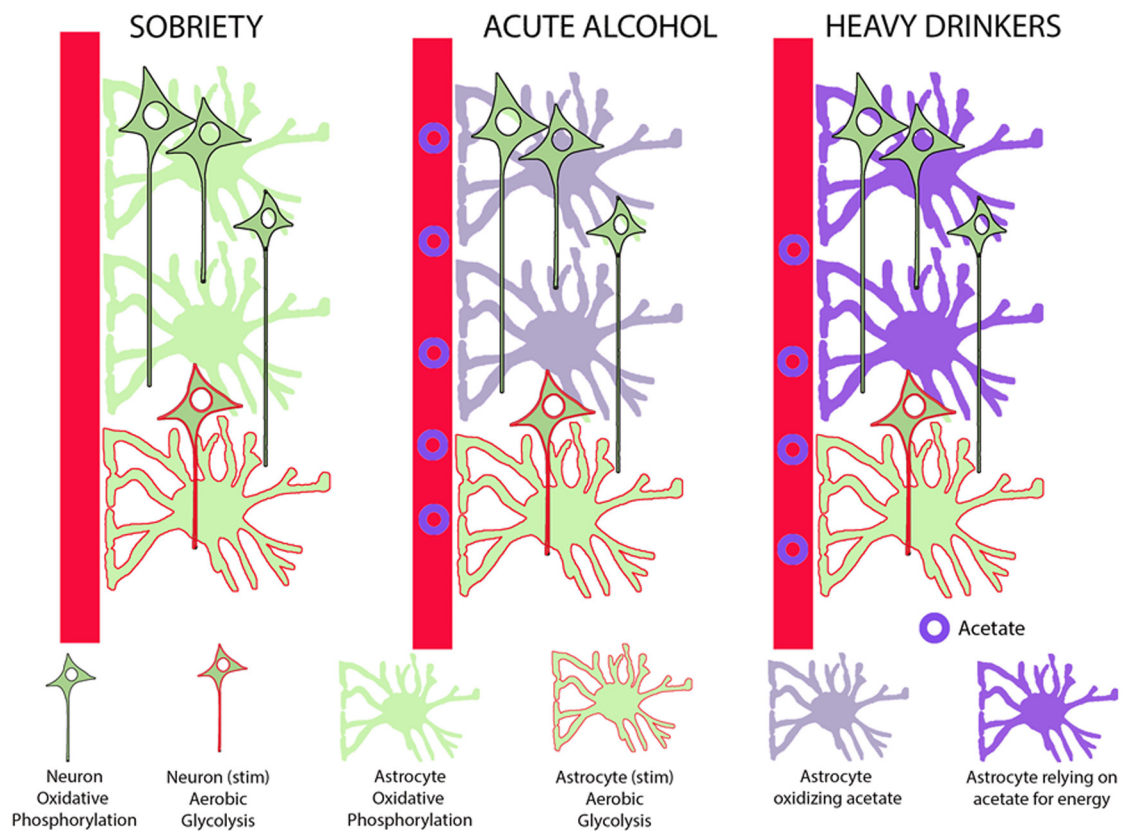 SOBRIETY
ACUTE ALCOHOL
HEAVY DRINKERS
Acetate
Neuron
Oxidative
Phosphorylation
Neuron (stim)
Aerobic
Glycolysis
Astrocyte
Oxidative
Phosphorylation
Astrocyte (stim)
Aerobic
Glycolysis
Astrocyte
oxidizing acetate
Astrocyte relying on
acetate for energy